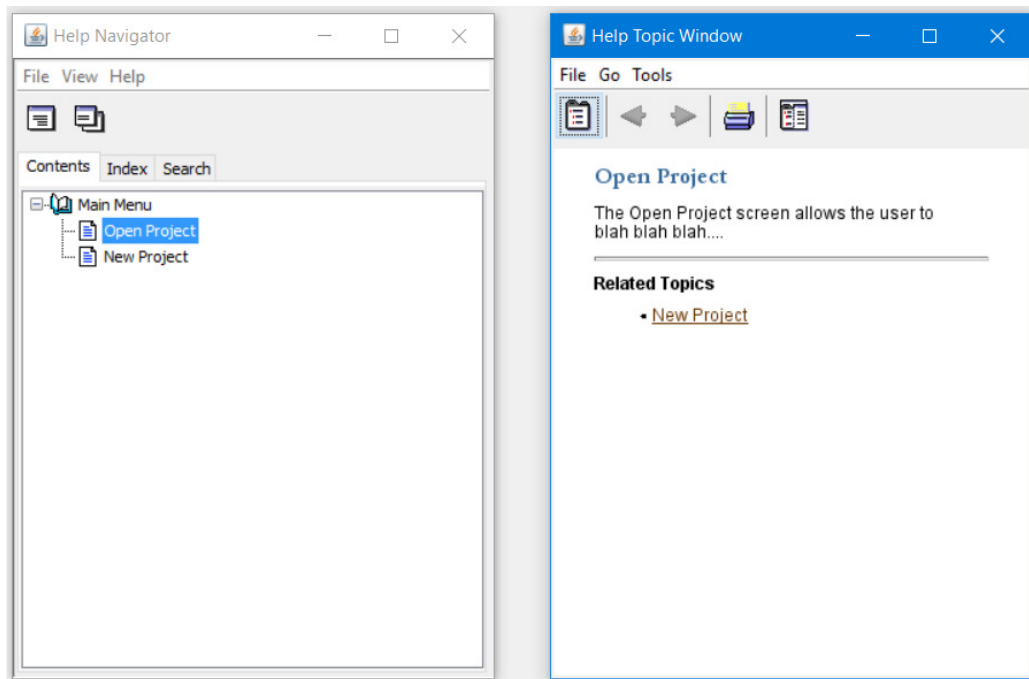 Help Navigator
File View Help
Contents Index Search
Main Menu
Open Project
New Project
Help Topic Window
File Go Tools
Open Project
The Open Project screen allows the user to
blah blah blah....
Related Topics
New Project